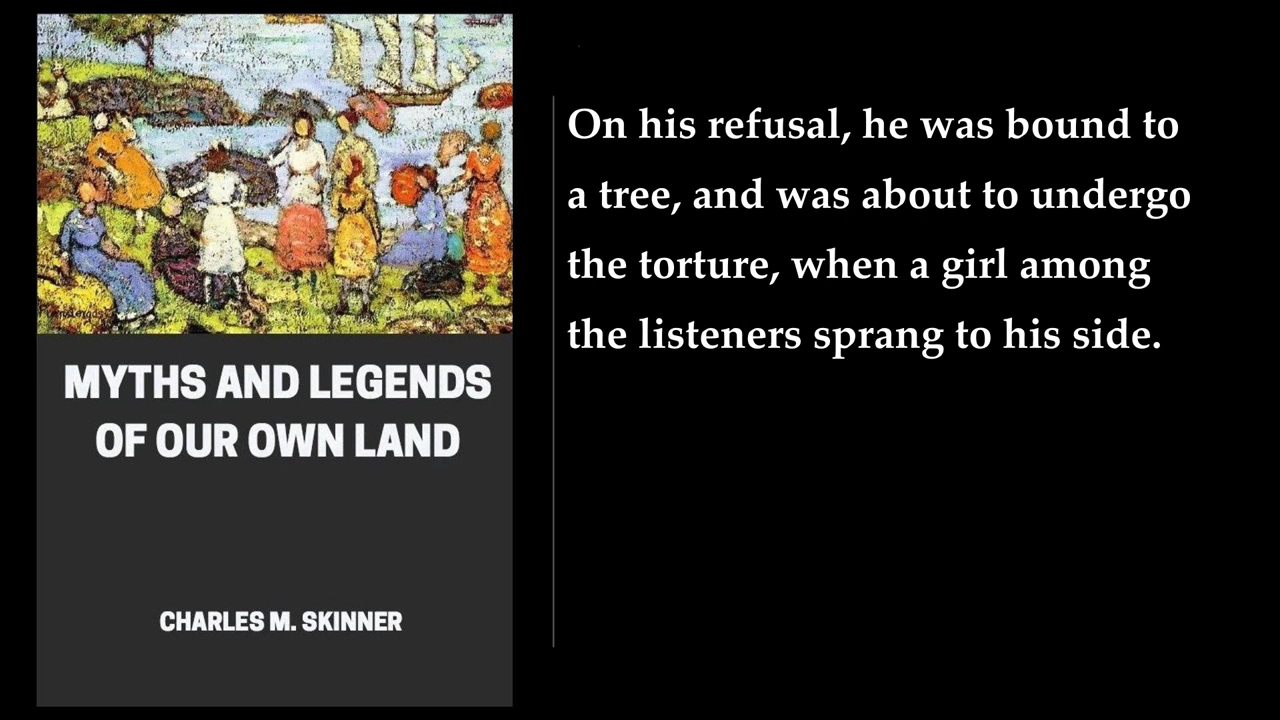 MYTHS AND LEGENDS
OF OUR OWN LAND
CHARLES M. SKINNER
On his refusal, he was bound to
a tree, and was about to undergo
the torture, when a girl among
the listeners sprang to his side.